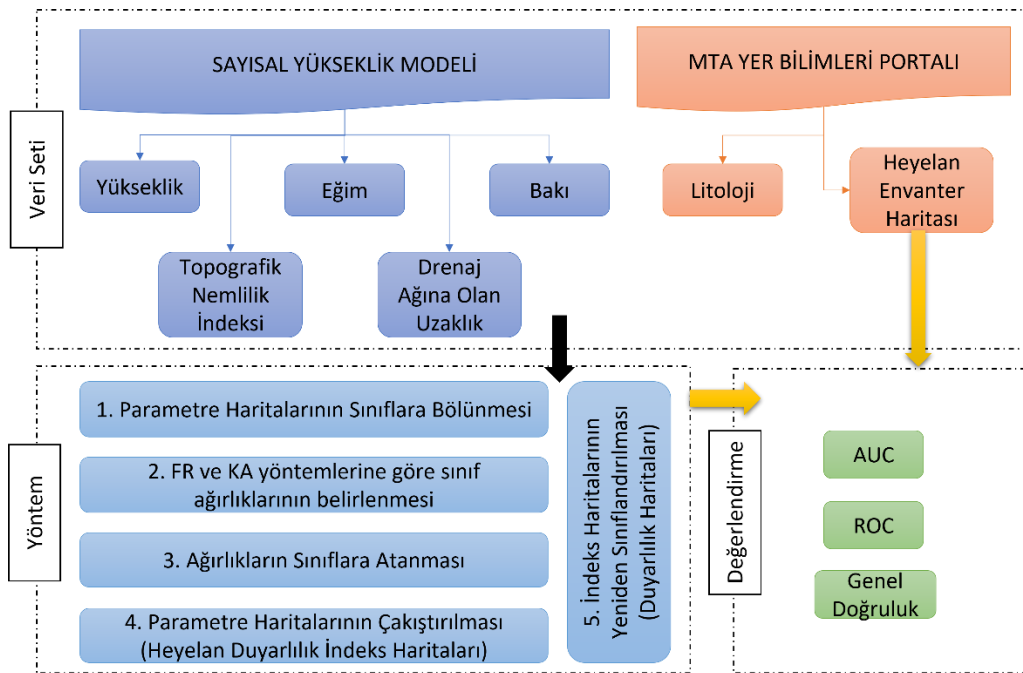 Veri Seti
SAYISAL YÜKSEKLİK MODELİ
MTA YER BİLİMLERİ PORTALI
Yükseklik
Eğim
Bakı
Litoloji
Heyelan
Envanter
Haritası
Topografik
Nemlilik
İndeksi
Drenaj
Ağına Olan
Uzaklık
Yöntem
1. Parametre Haritalarının Sınıflara Bölünmesi
2. FR ve KA yöntemlerine göre sınıf
ağırlıklarının belirlenmesi
3. Ağırlıkların Sınıflara Atanması
4. Parametre Haritalarının Çakıştırılması
(Heyelan Duyarlılık İndeks Haritaları)
5. İndeks Haritalarının
Yeniden Sınıflandırılması
(Duyarlılık Haritaları)
Değerlendirme
AUC
ROC
Genel
Doğruluk